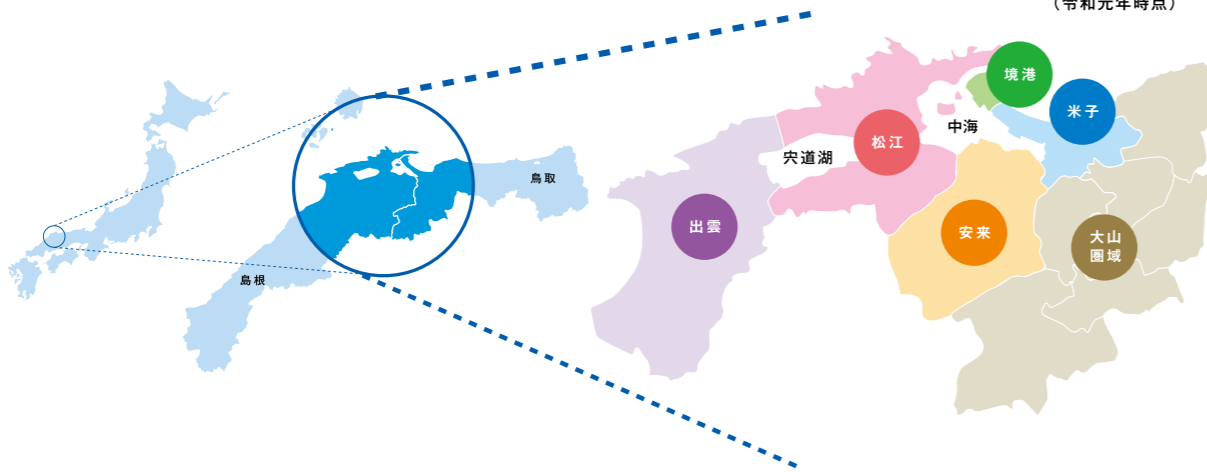 （令和元年時点）
境港
米子
中海
松江
宍道湖
鳥取
出雲
安来
大山
圏域
島根